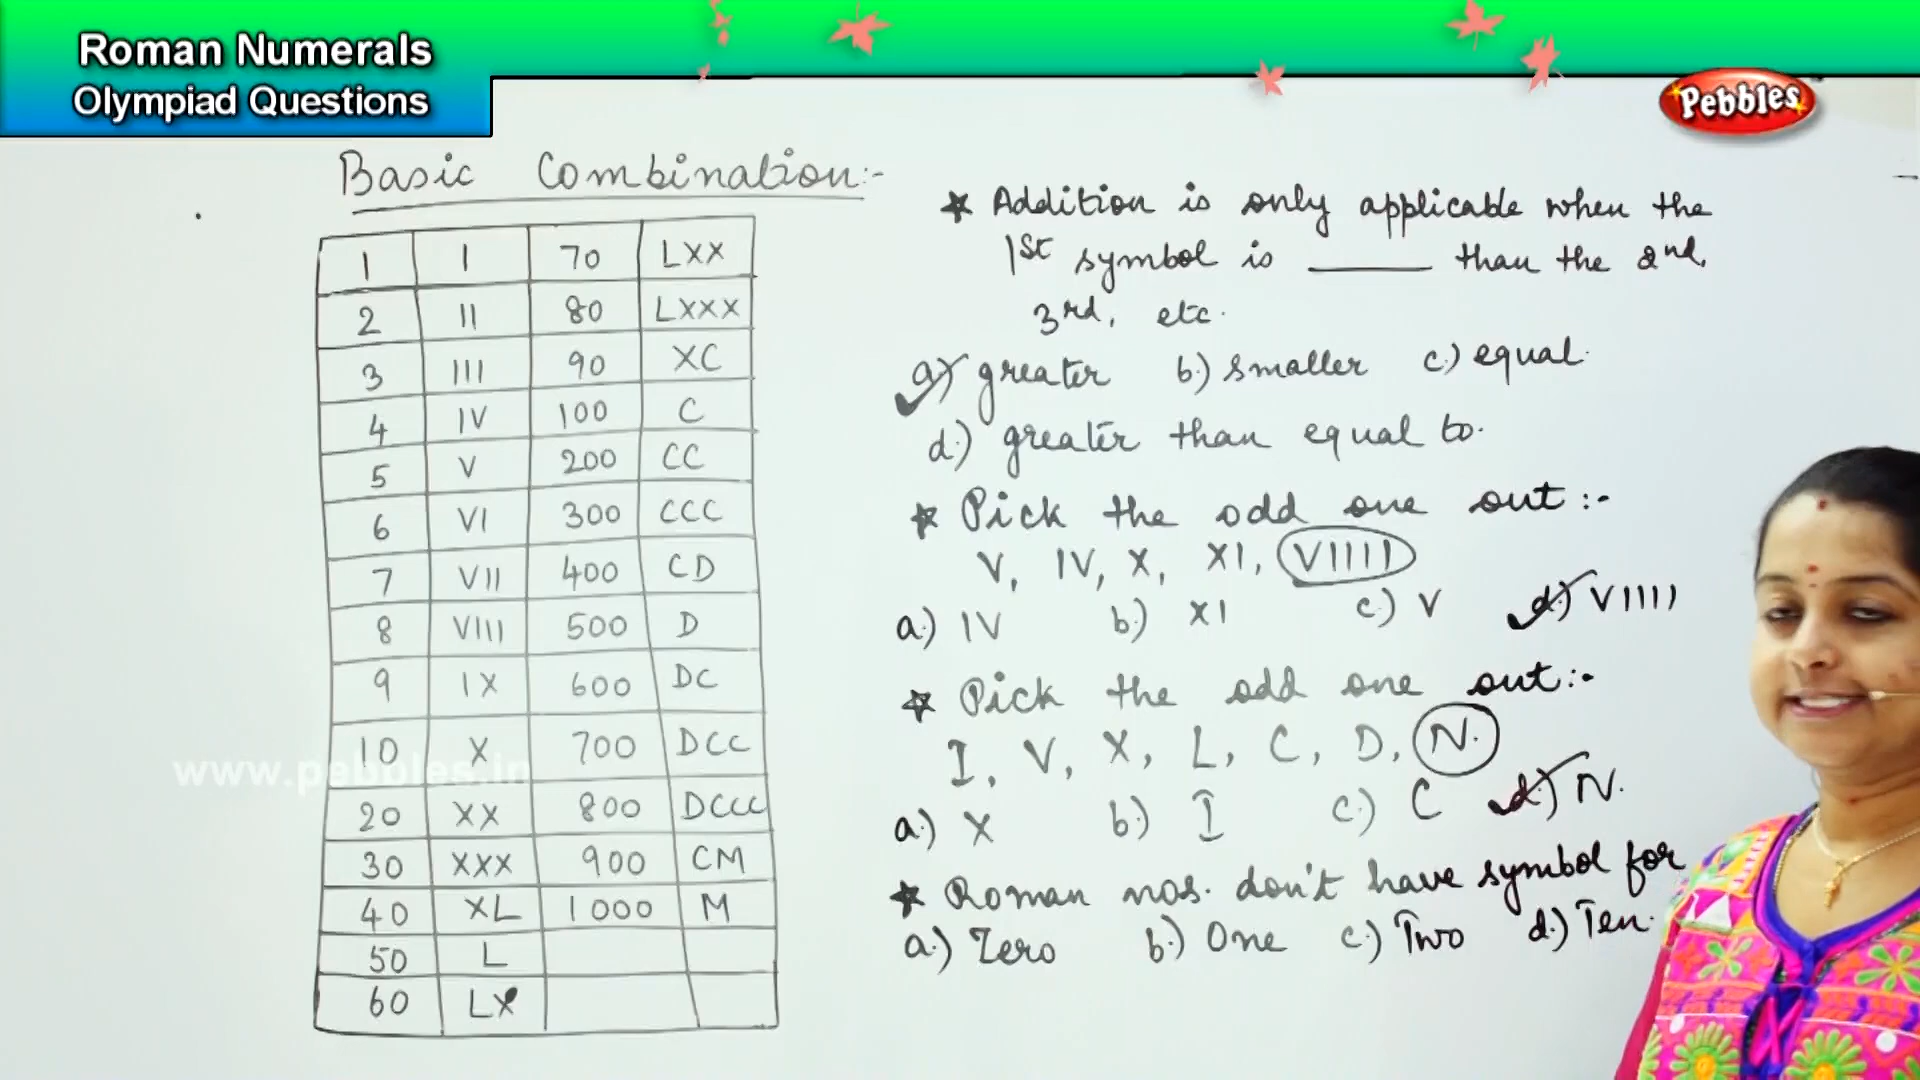 Roman Numerals
Olympiad Questions
Pebbles
Basic Combination:-
1 I 70 LXX
2 II 80 LXXX
3 III 90 XC
4 IV 100 C
5 V 200 CC
6 VI 300 CCC
7 VII 400 CD
8 VIII 500 D
9 IX 600 DC
10 X 700 DCC
20 XX 800 DCCC
30 XXX 900 CM
40 XL 1000 M
50 L
60 LX
www.pebbles.in
* Addition is only applicable when the
1st symbol is ______ than the 2nd,
3rd, etc.
a.) greater b.) smaller c.) equal.
d.) greater than equal to.
* Pick the odd one out:-
V, IV, X, XI, VIIII
a.) IV b.) XI c.) V d.) VIIII
* Pick the odd one out:-
I, V, X, L, C, D, N.
a.) X b.) I c.) C d.) N.
* Roman nos. don't have symbol for
a.) Zero b.) One c.) Two d.) Ten.